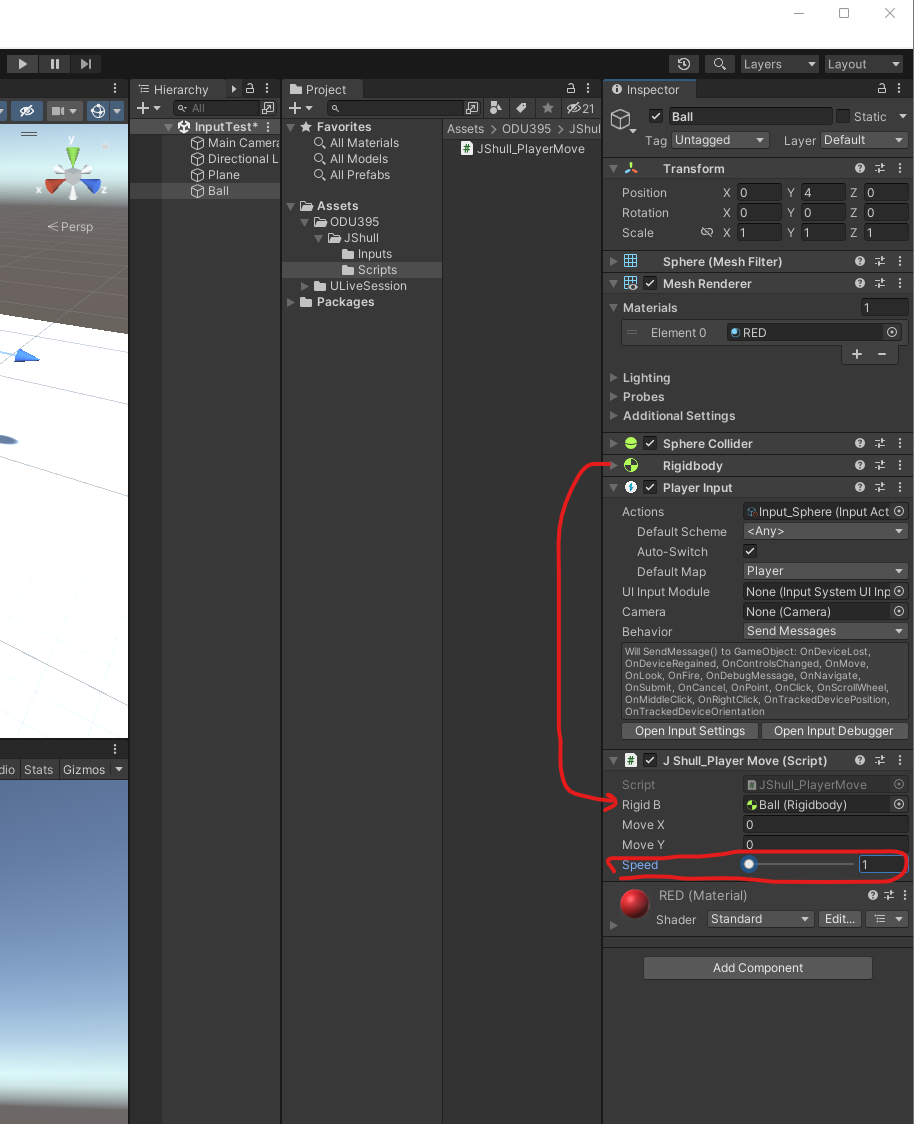 Layers
Layout
Hierarchy
Project
Inspector
All
21
InputTest*
Main Camera
Directional L
Plane
Ball
Favorites
All Materials
All Models
All Prefabs
Assets
ODU395
JShull
Inputs
Scripts
ULiveSession
Packages
Assets > ODU395 > JShul
JShull_PlayerMove
y
x
z
< Persp
dio Stats Gizmos
Ball
Static
Tag Untagged Layer Default
Transform
Position X 0 Y 4 Z 0
Rotation X 0 Y 0 Z 0
Scale X 1 Y 1 Z 1
Sphere (Mesh Filter)
Mesh Renderer
Materials 1
Element 0 RED
+ −
Lighting
Probes
Additional Settings
Sphere Collider
Rigidbody
Player Input
Actions Input_Sphere (Input Act
Default Scheme <Any>
Auto-Switch
Default Map Player
UI Input Module None (Input System UI Inp
Camera None (Camera)
Behavior Send Messages
Will SendMessage() to GameObject: OnDeviceLost,
OnDeviceRegained, OnControlsChanged, OnMove,
OnLook, OnFire, OnDebugMessage, OnNavigate,
OnSubmit, OnCancel, OnPoint, OnClick, OnScrollWheel,
OnMiddleClick, OnRightClick, OnTrackedDevicePosition,
OnTrackedDeviceOrientation
Open Input Settings Open Input Debugger
J Shull_Player Move (Script)
Script JShull_PlayerMove
Rigid B Ball (Rigidbody)
Move X 0
Move Y 0
Speed 1
RED (Material)
Shader Standard Edit...
Add Component